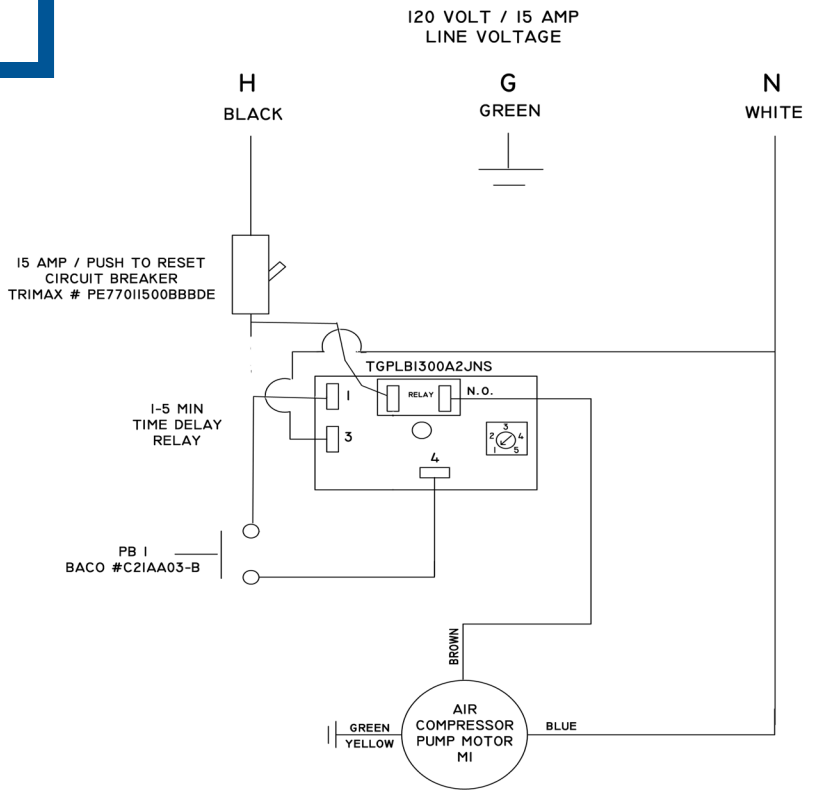 120 VOLT / 15 AMP
LINE VOLTAGE
H
BLACK
G
GREEN
N
WHITE
15 AMP / PUSH TO RESET
CIRCUIT BREAKER
TRIMAX # PE77011500BBBDE
TGPLB1300A2JNS
1
RELAY
N.O.
1-5 MIN
TIME DELAY
RELAY
3
4
1 2 3 4 5
PB 1
BACO #C21AA03-B
BROWN
AIR
COMPRESSOR
PUMP MOTOR
M1
GREEN
YELLOW
BLUE